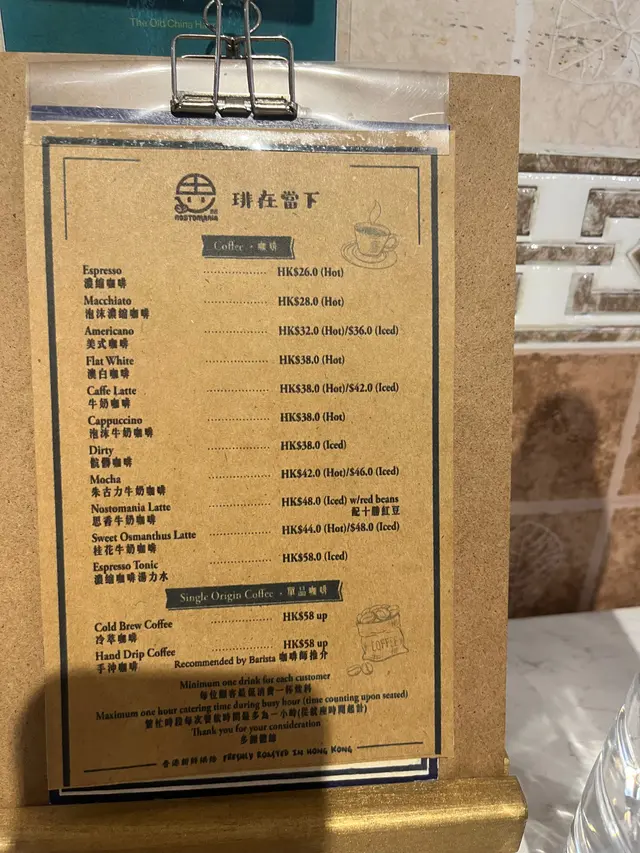 The Old China
nostomania
琲在當下
Coffee · 咖啡
Espresso HK$26.0 (Hot)
濃縮咖啡
Macchiato HK$28.0 (Hot)
泡沫濃縮咖啡
Americano HK$32.0 (Hot)/$36.0 (Iced)
美式咖啡
Flat White HK$38.0 (Hot)
澳白咖啡
Caffe Latte HK$38.0 (Hot)/$42.0 (Iced)
牛奶咖啡
Cappuccino HK$38.0 (Hot)
泡沫牛奶咖啡
Dirty HK$38.0 (Iced)
骯髒咖啡
Mocha HK$42.0 (Hot)/$46.0 (Iced)
朱古力牛奶咖啡
Nostomania Latte HK$48.0 (Iced) w/red beans
思香牛奶咖啡 配十勝紅豆
Sweet Osmanthus Latte HK$44.0 (Hot)/$48.0 (Iced)
桂花牛奶咖啡
Espresso Tonic HK$58.0 (Iced)
濃縮咖啡湯力水
Single Origin Coffee · 單品咖啡
Cold Brew Coffee HK$58 up
冷萃咖啡
Hand Drip Coffee HK$58 up
手沖咖啡 Recommended by Barista 咖啡師推介
COFFEE
Minimum one drink for each customer
每位顧客最低消費一杯飲料
Maximum one hour catering time during busy hour (time counting upon seated)
繁忙時段每次餐飲時間最多為一小時(從就座時間起計)
Thank you for your consideration
多謝體諒
香港新鮮烘焙 FRESHLY ROASTED IN HONG KONG